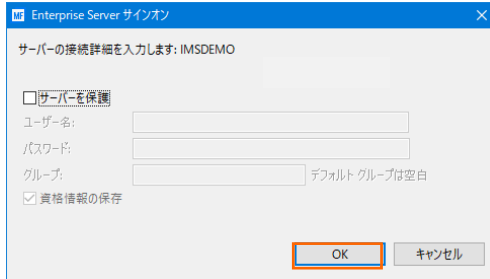 MF Enterprise Server サインオン
サーバーの接続詳細を入力します: IMSDEMO
サーバーを保護
ユーザー名:
パスワード:
グループ: デフォルト グループは空白
資格情報の保存
OK キャンセル